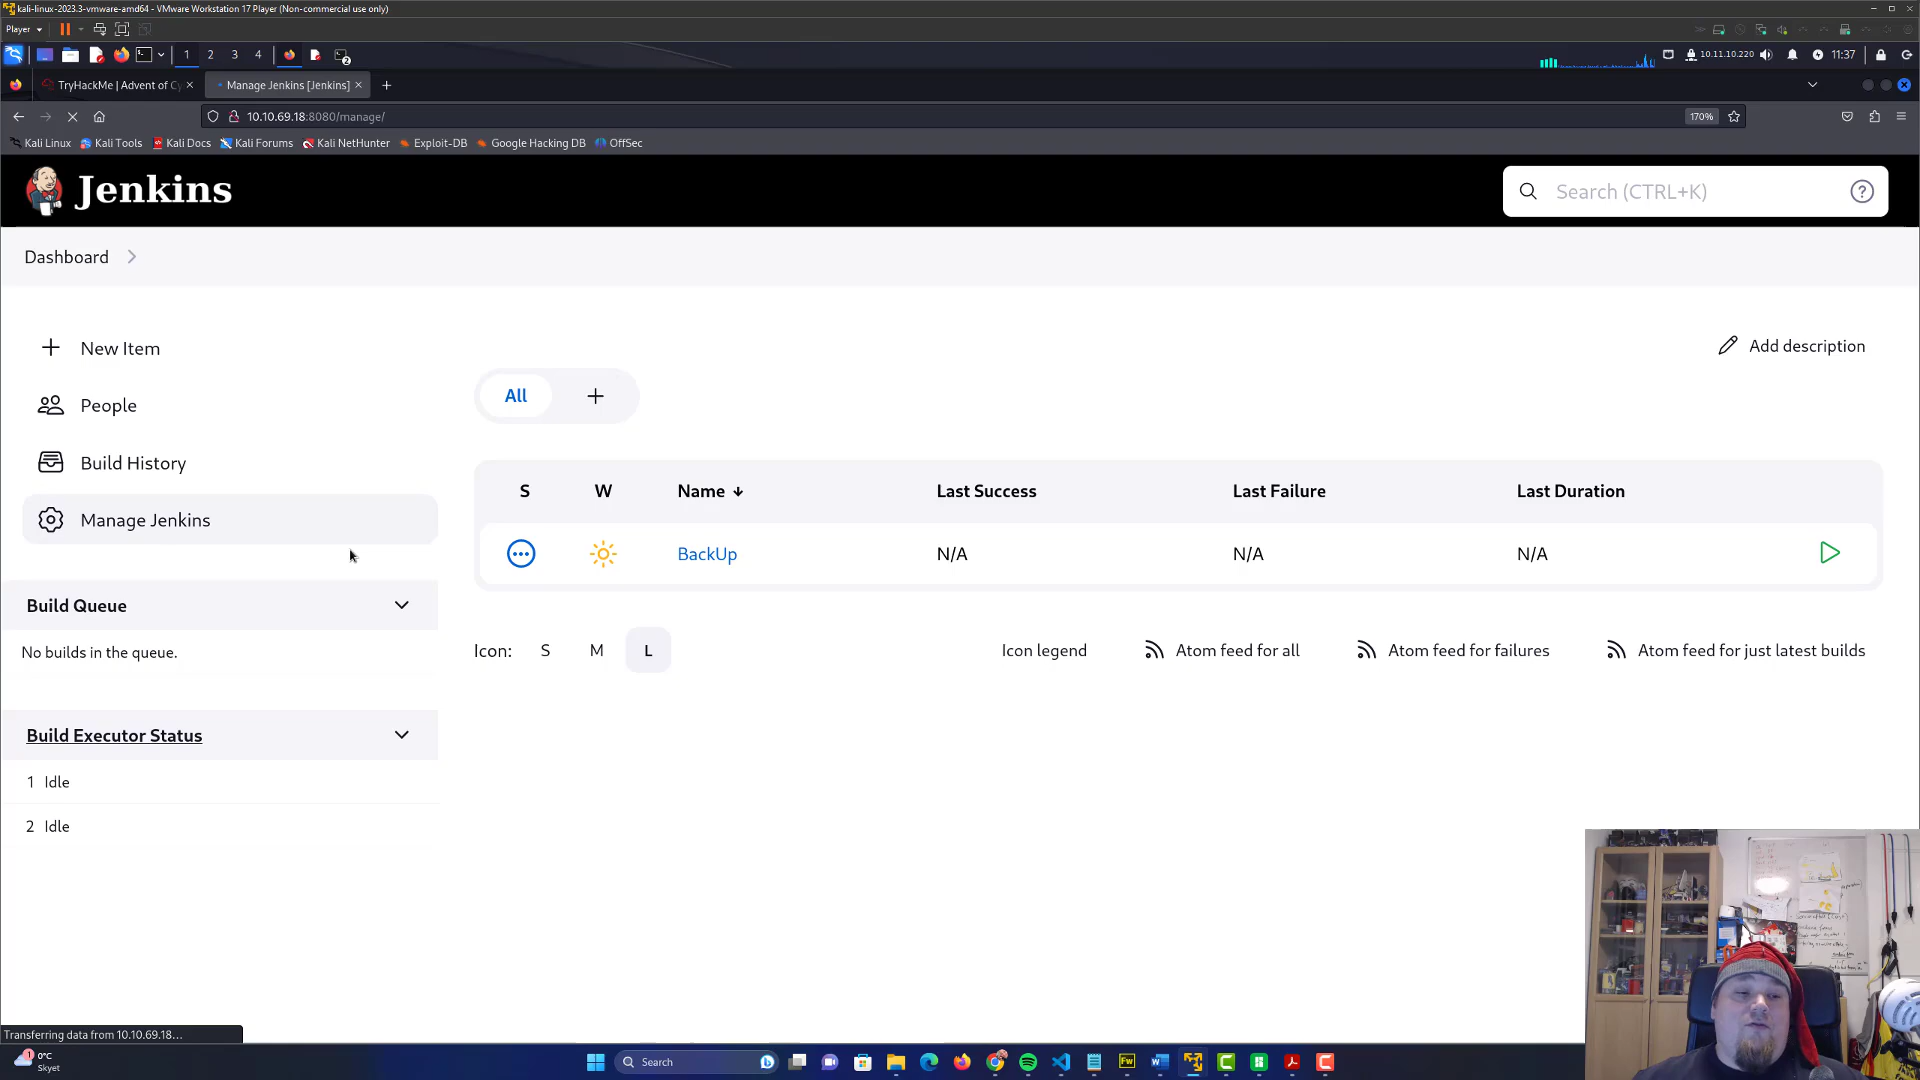 kali-linux-2023.3-vmware-amd64 - VMware Workstation 17 Player (Non-commercial use only)
Player
1 2 3 4 2 10.11.10.220 11:37
TryHackMe | Advent of Cy Manage Jenkins [Jenkins]
10.10.69.18:8080/manage/ 170%
Kali Linux Kali Tools Kali Docs Kali Forums Kali NetHunter Exploit-DB Google Hacking DB OffSec
Jenkins Search (CTRL+K)
Dashboard
New Item
Add description
People
All
Build History
S W Name Last Success Last Failure Last Duration
Manage Jenkins
BackUp N/A N/A N/A
Build Queue
No builds in the queue.
Icon: S M L Icon legend Atom feed for all Atom feed for failures Atom feed for just latest builds
Build Executor Status
1 Idle
2 Idle
Transferring data from 10.10.69.18...
1 0°C
Skyet
Search